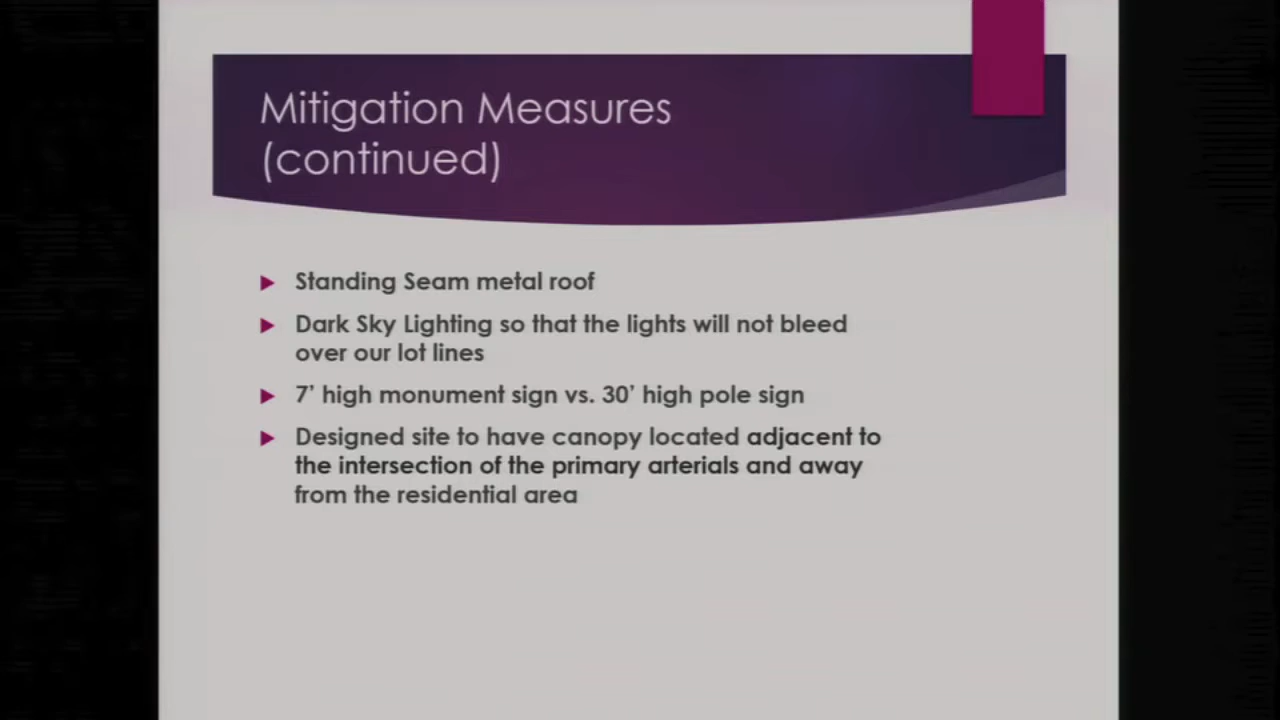 Mitigation Measures
(continued)
Standing Seam metal roof
Dark Sky Lighting so that the lights will not bleed
over our lot lines
7’ high monument sign vs. 30’ high pole sign
Designed site to have canopy located adjacent to
the intersection of the primary arterials and away
from the residential area